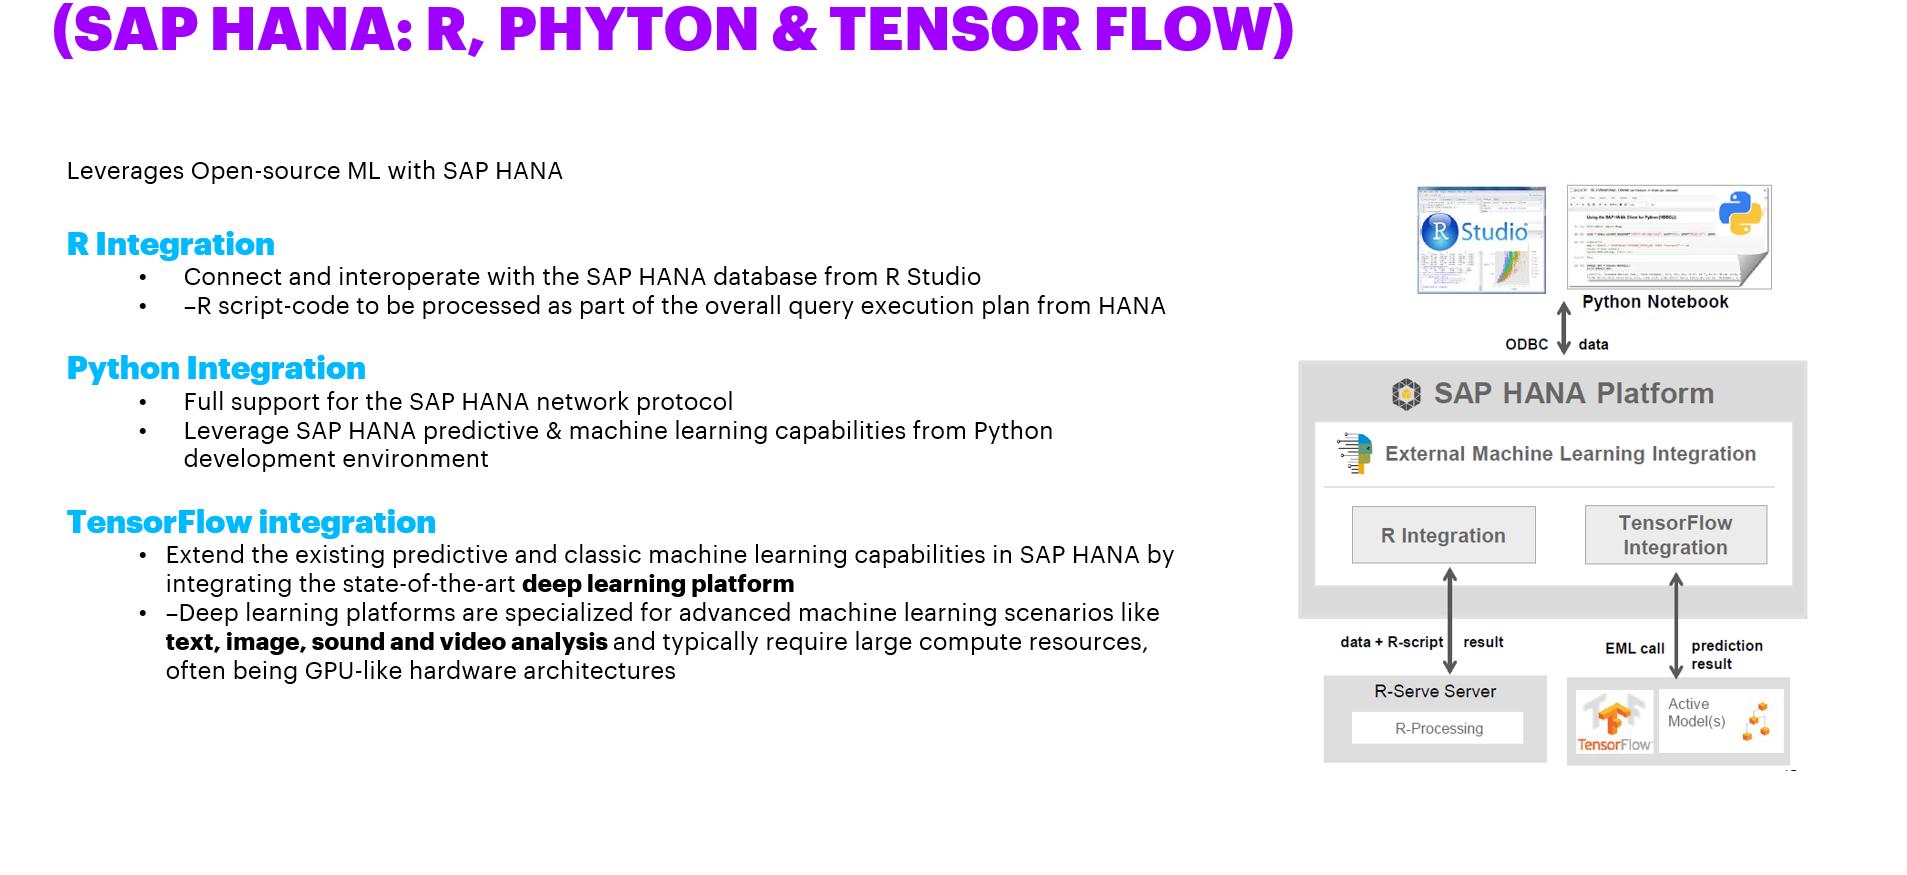 (SAP HANA: R, PHYTON & TENSOR FLOW)
Leverages Open-source ML with SAP HANA
R Integration
• Connect and interoperate with the SAP HANA database from R Studio
• –R script-code to be processed as part of the overall query execution plan from HANA
Python Integration
• Full support for the SAP HANA network protocol
• Leverage SAP HANA predictive & machine learning capabilities from Python
development environment
TensorFlow integration
• Extend the existing predictive and classic machine learning capabilities in SAP HANA by
integrating the state-of-the-art deep learning platform
• –Deep learning platforms are specialized for advanced machine learning scenarios like
text, image, sound and video analysis and typically require large compute resources,
often being GPU-like hardware architectures
R Studio
Python Notebook
ODBC data
SAP HANA Platform
External Machine Learning Integration
R Integration
TensorFlow
Integration
data + R-script result
EML call prediction
result
R-Serve Server
R-Processing
TensorFlow
Active
Model(s)